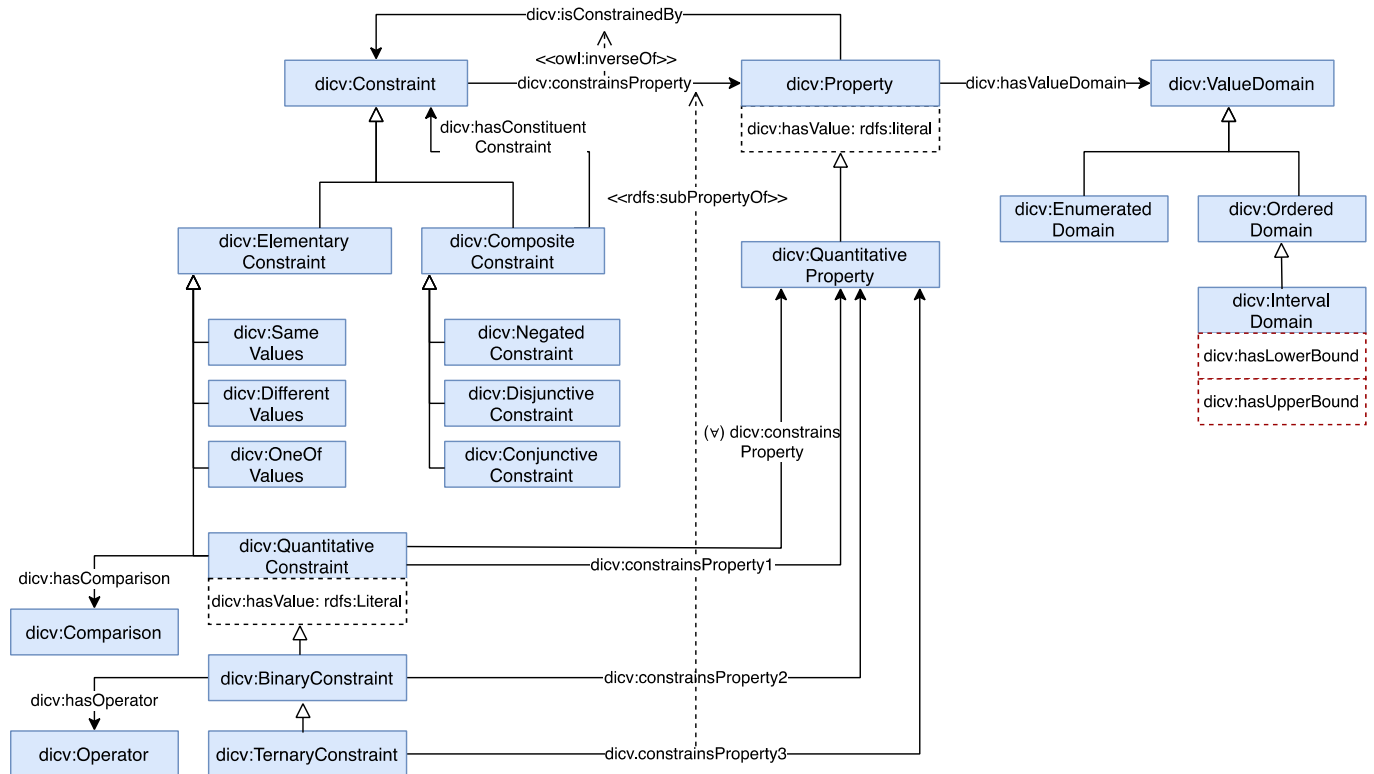 dicv:isConstrainedBy
<<owl:inverseOf>>
dicv:Constraint
dicv:constrainsProperty
dicv:Property
dicv:hasValueDomain
dicv:ValueDomain
dicv:hasConstituent
Constraint
dicv:hasValue: rdfs:literal
<<rdfs:subPropertyOf>>
dicv:Enumerated
Domain
dicv:Ordered
Domain
dicv:Elementary
Constraint
dicv:Composite
Constraint
dicv:Quantitative
Property
dicv:Interval
Domain
dicv:hasLowerBound
dicv:hasUpperBound
dicv:Same
Values
dicv:Negated
Constraint
dicv:Different
Values
dicv:Disjunctive
Constraint
dicv:OneOf
Values
dicv:Conjunctive
Constraint
(∀) dicv:constrains
Property
dicv:Quantitative
Constraint
dicv:constrainsProperty1
dicv:hasComparison
dicv:hasValue: rdfs:Literal
dicv:Comparison
dicv:BinaryConstraint
dicv:constrainsProperty2
dicv:hasOperator
dicv:Operator
dicv:TernaryConstraint
dicv.constrainsProperty3